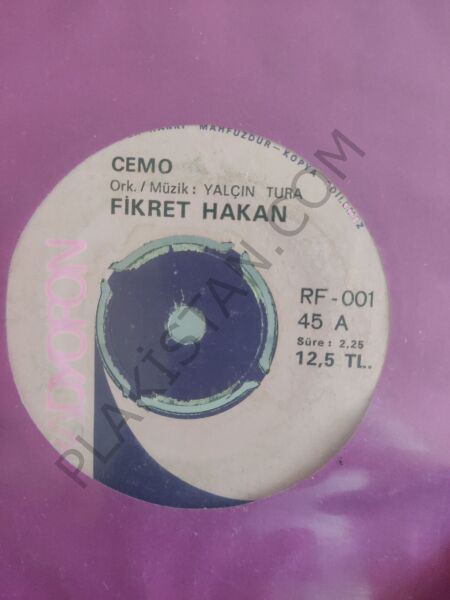 MAHFUZDUR - KOPYA
CEMO
Ork. / Müzik : YALÇIN TURA
FİKRET HAKAN
RF - 001
45 A
Süre : 2,25
12,5 TL.
PLAKİSTAN.COM